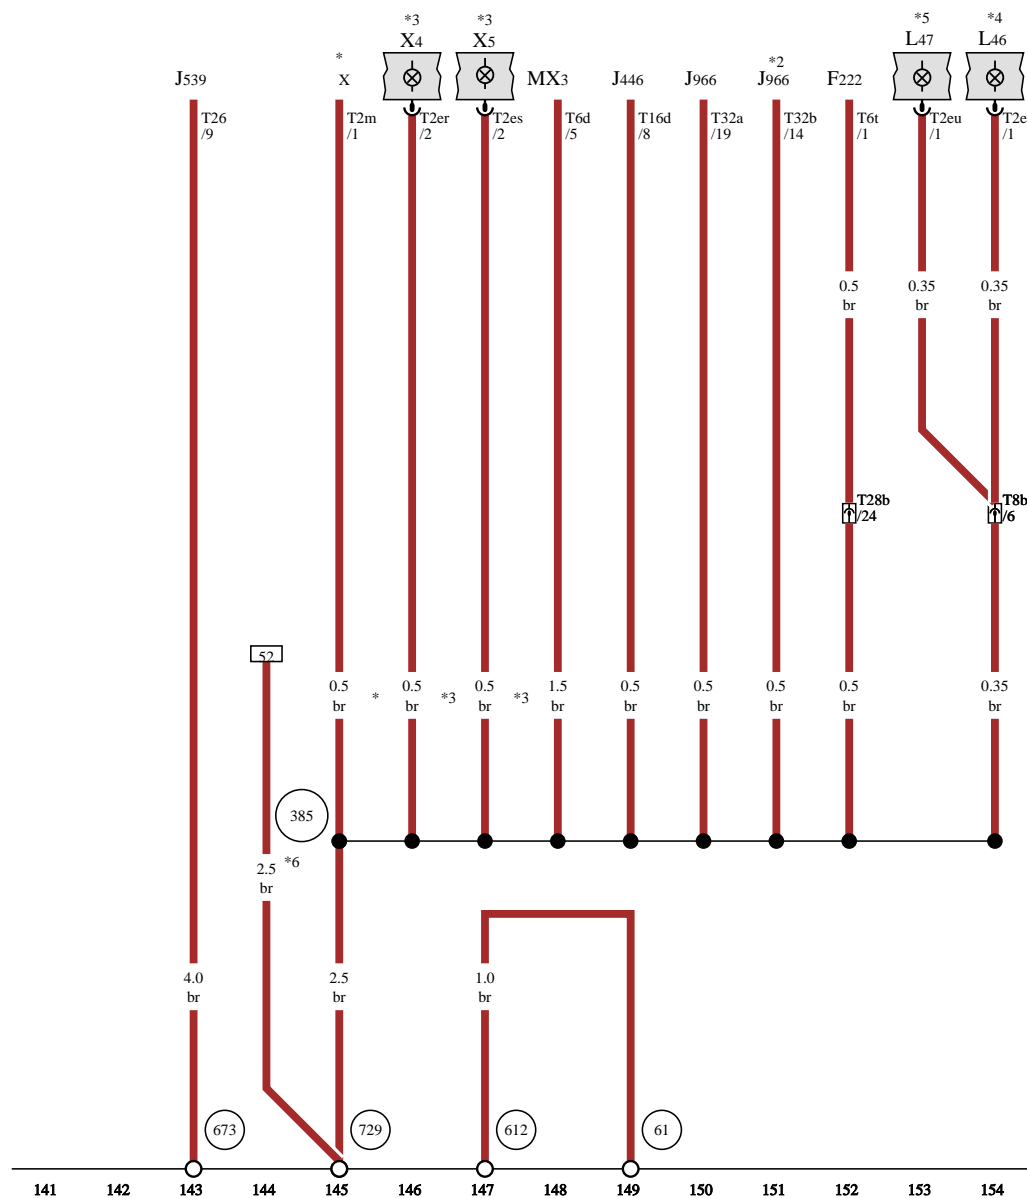 *3
*3
*5
*4
X4
X5
L47
L46
*
*2
J539
X
MX3
J446
J966
J966
F222
T26
/9
T2m
/1
T2er
/2
T2es
/2
T6d
/5
T16d
/8
T32a
/19
T32b
/14
T6t
/1
T2eu
/1
T2e
/1
0.5
br
0.35
br
0.35
br
T28b
/24
T8b
/6
52
0.5
br
*
0.5
br
*3
0.5
br
*3
1.5
br
0.5
br
0.5
br
0.5
br
0.5
br
0.35
br
385
2.5
br
*6
4.0
br
2.5
br
1.0
br
673
729
612
61
141 142 143 144 145 146 147 148 149 150 151 152 153 154